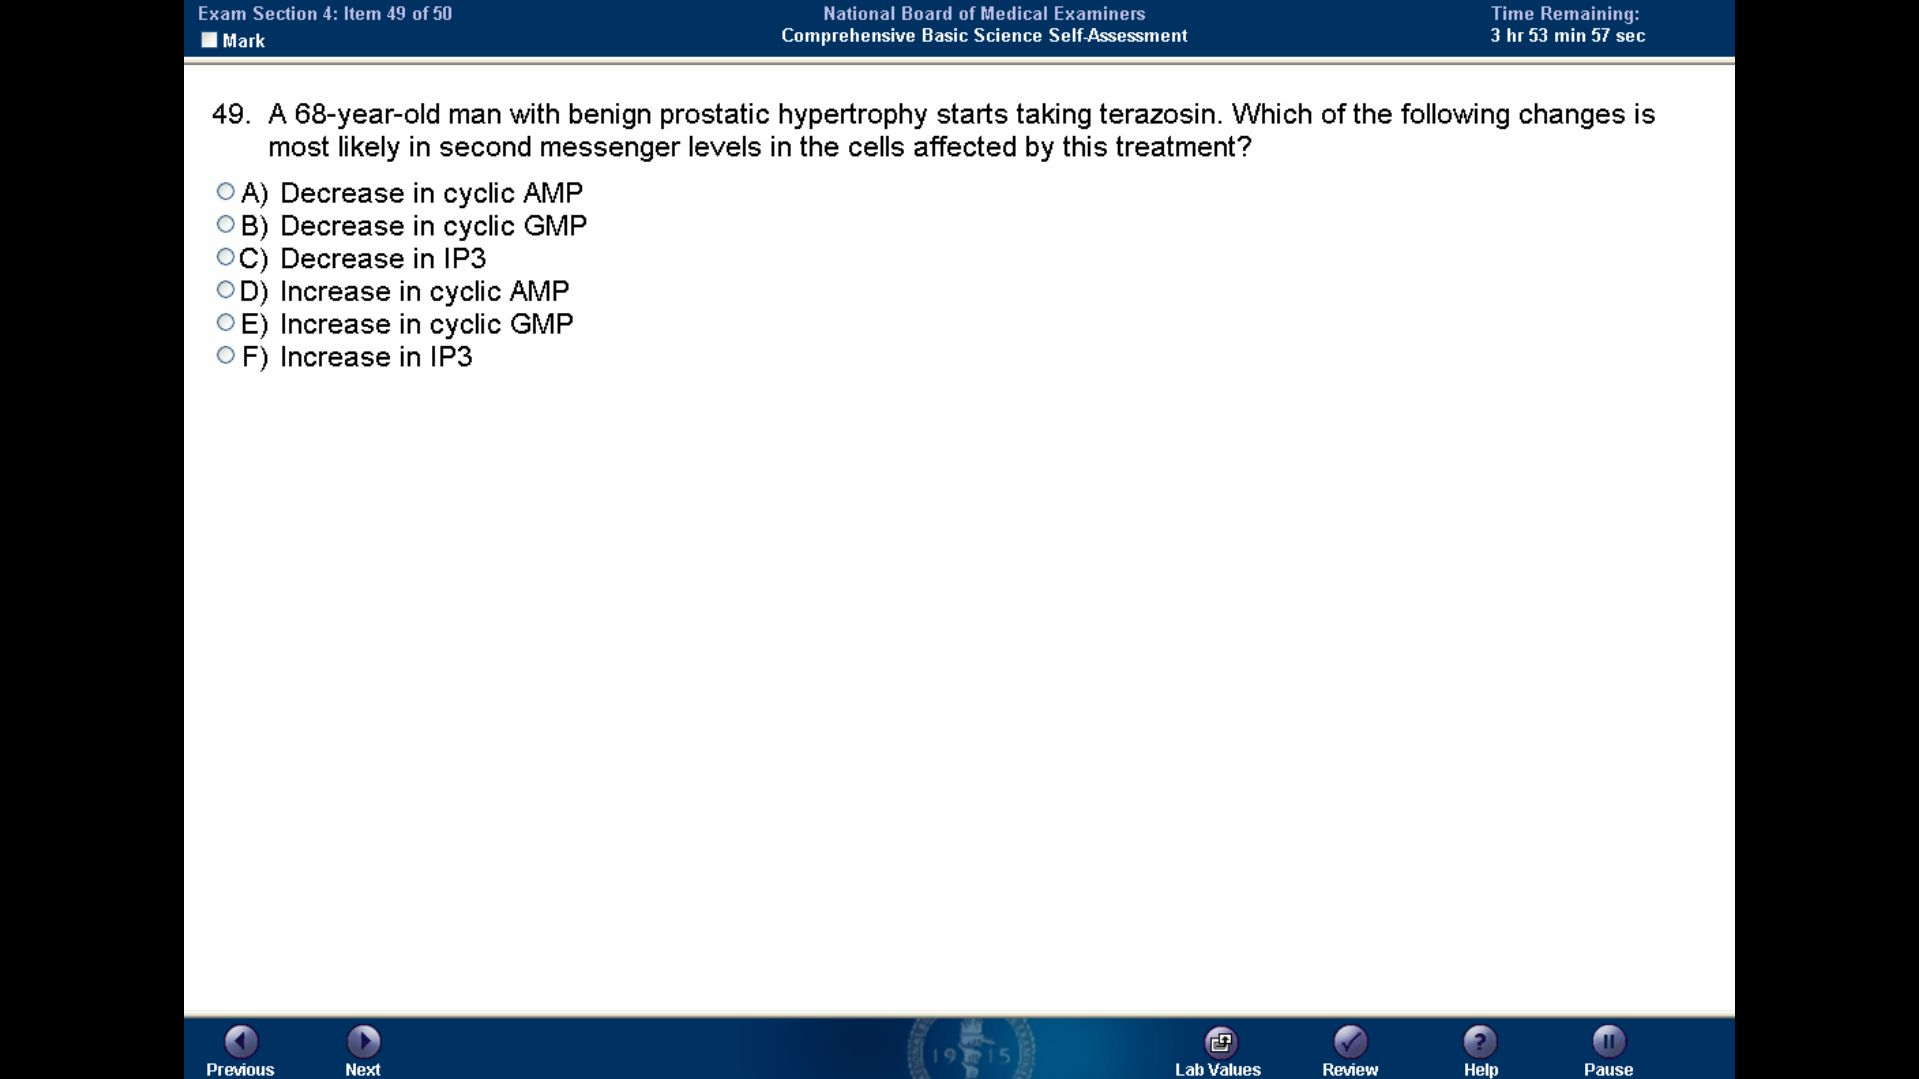 Exam Section 4: Item 49 of 50
National Board of Medical Examiners
Time Remaining:
Mark
Comprehensive Basic Science Self-Assessment
3 hr 53 min 57 sec
49. A 68-year-old man with benign prostatic hypertrophy starts taking terazosin. Which of the following changes is
most likely in second messenger levels in the cells affected by this treatment?
A) Decrease in cyclic AMP
B) Decrease in cyclic GMP
C) Decrease in IP3
D) Increase in cyclic AMP
E) Increase in cyclic GMP
F) Increase in IP3
19 15
Previous
Next
Lab Values
Review
Help
Pause